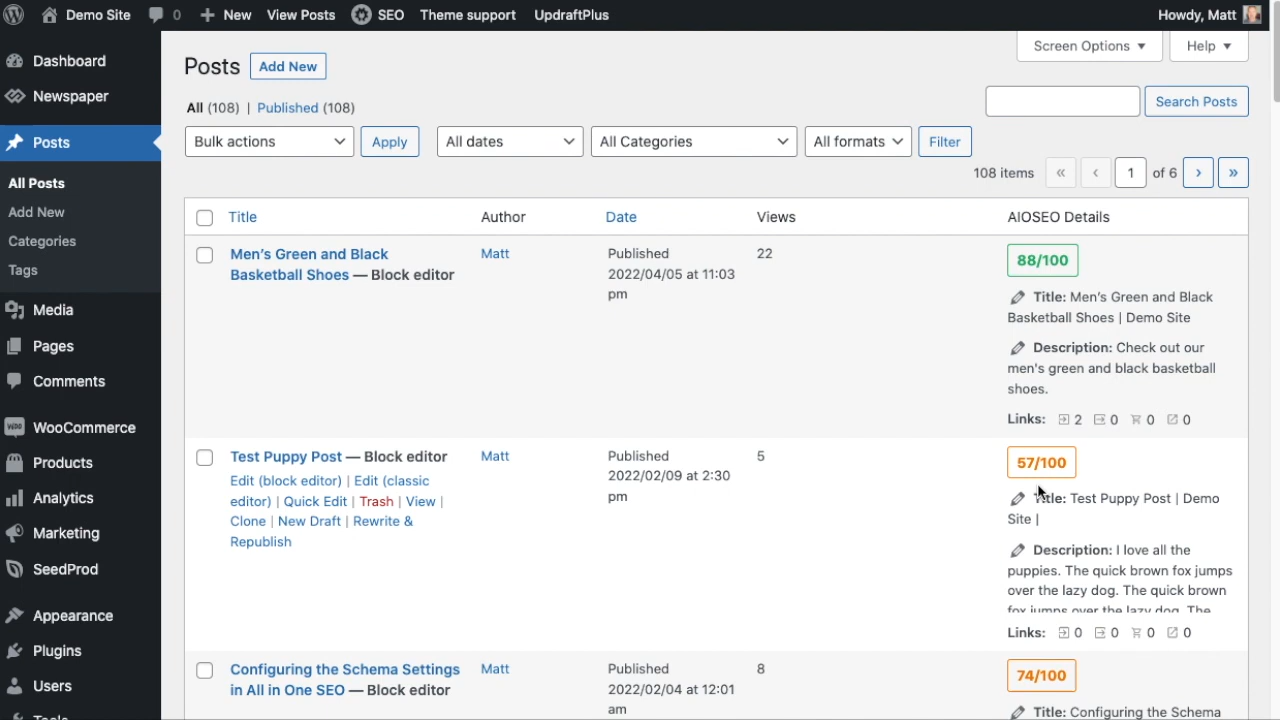 Demo Site 0 New View Posts SEO Theme support UpdraftPlus Howdy, Matt
Dashboard
Newspaper
Posts
All Posts
Add New
Categories
Tags
Media
Pages
Comments
WooCommerce
Products
Analytics
Marketing
SeedProd
Appearance
Plugins
Users
Screen Options ▼ Help ▼
Posts Add New
All (108) | Published (108)
Search Posts
Bulk actions Apply All dates All Categories All formats Filter
108 items « ‹ 1 of 6 › »
Title Author Date Views AIOSEO Details
Men's Green and Black
Basketball Shoes — Block editor
Matt
Published
2022/04/05 at 11:03
pm
22
88/100
Title: Men's Green and Black
Basketball Shoes | Demo Site
Description: Check out our
men's green and black basketball
shoes.
Links: 2 0 0 0
Test Puppy Post — Block editor
Edit (block editor) | Edit (classic
editor) | Quick Edit | Trash | View |
Clone | New Draft | Rewrite &
Republish
Matt
Published
2022/02/09 at 2:30
pm
5
57/100
Title: Test Puppy Post | Demo
Site |
Description: I love all the
puppies. The quick brown fox jumps
over the lazy dog. The quick brown
fox jumps over the lazy dog. The
Links: 0 0 0 0
Configuring the Schema Settings
in All in One SEO — Block editor
Matt
Published
2022/02/04 at 12:01
am
8
74/100
Title: Configuring the Schema